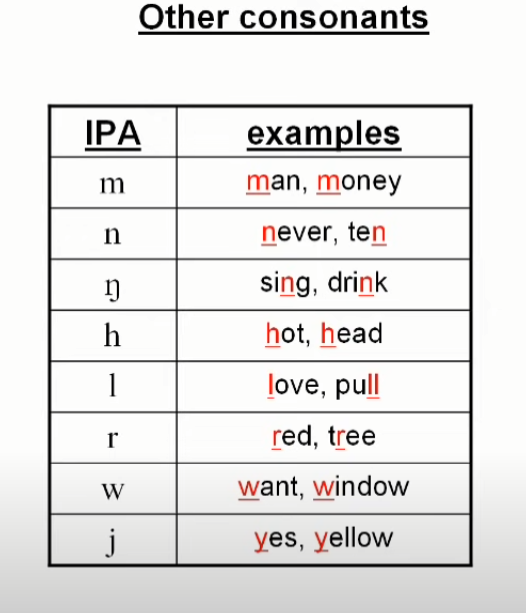 Other consonants
IPA examples
m man, money
n never, ten
ŋ sing, drink
h hot, head
l love, pull
r red, tree
w want, window
j yes, yellow